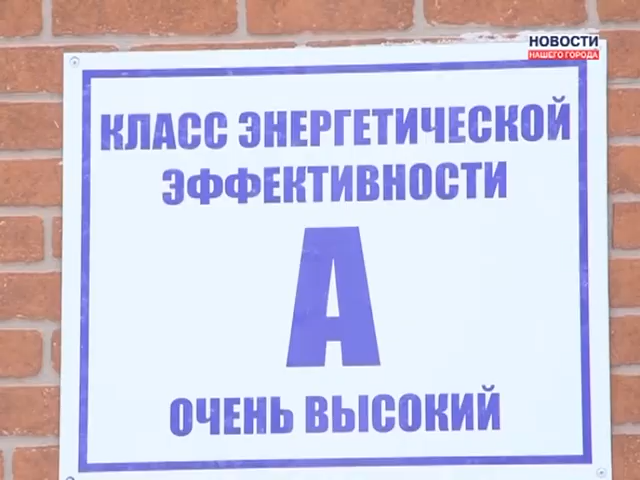 НОВОСТИ
НАШЕГО ГОРОДА
КЛАСС ЭНЕРГЕТИЧЕСКОЙ
ЭФФЕКТИВНОСТИ
А
ОЧЕНЬ ВЫСОКИЙ